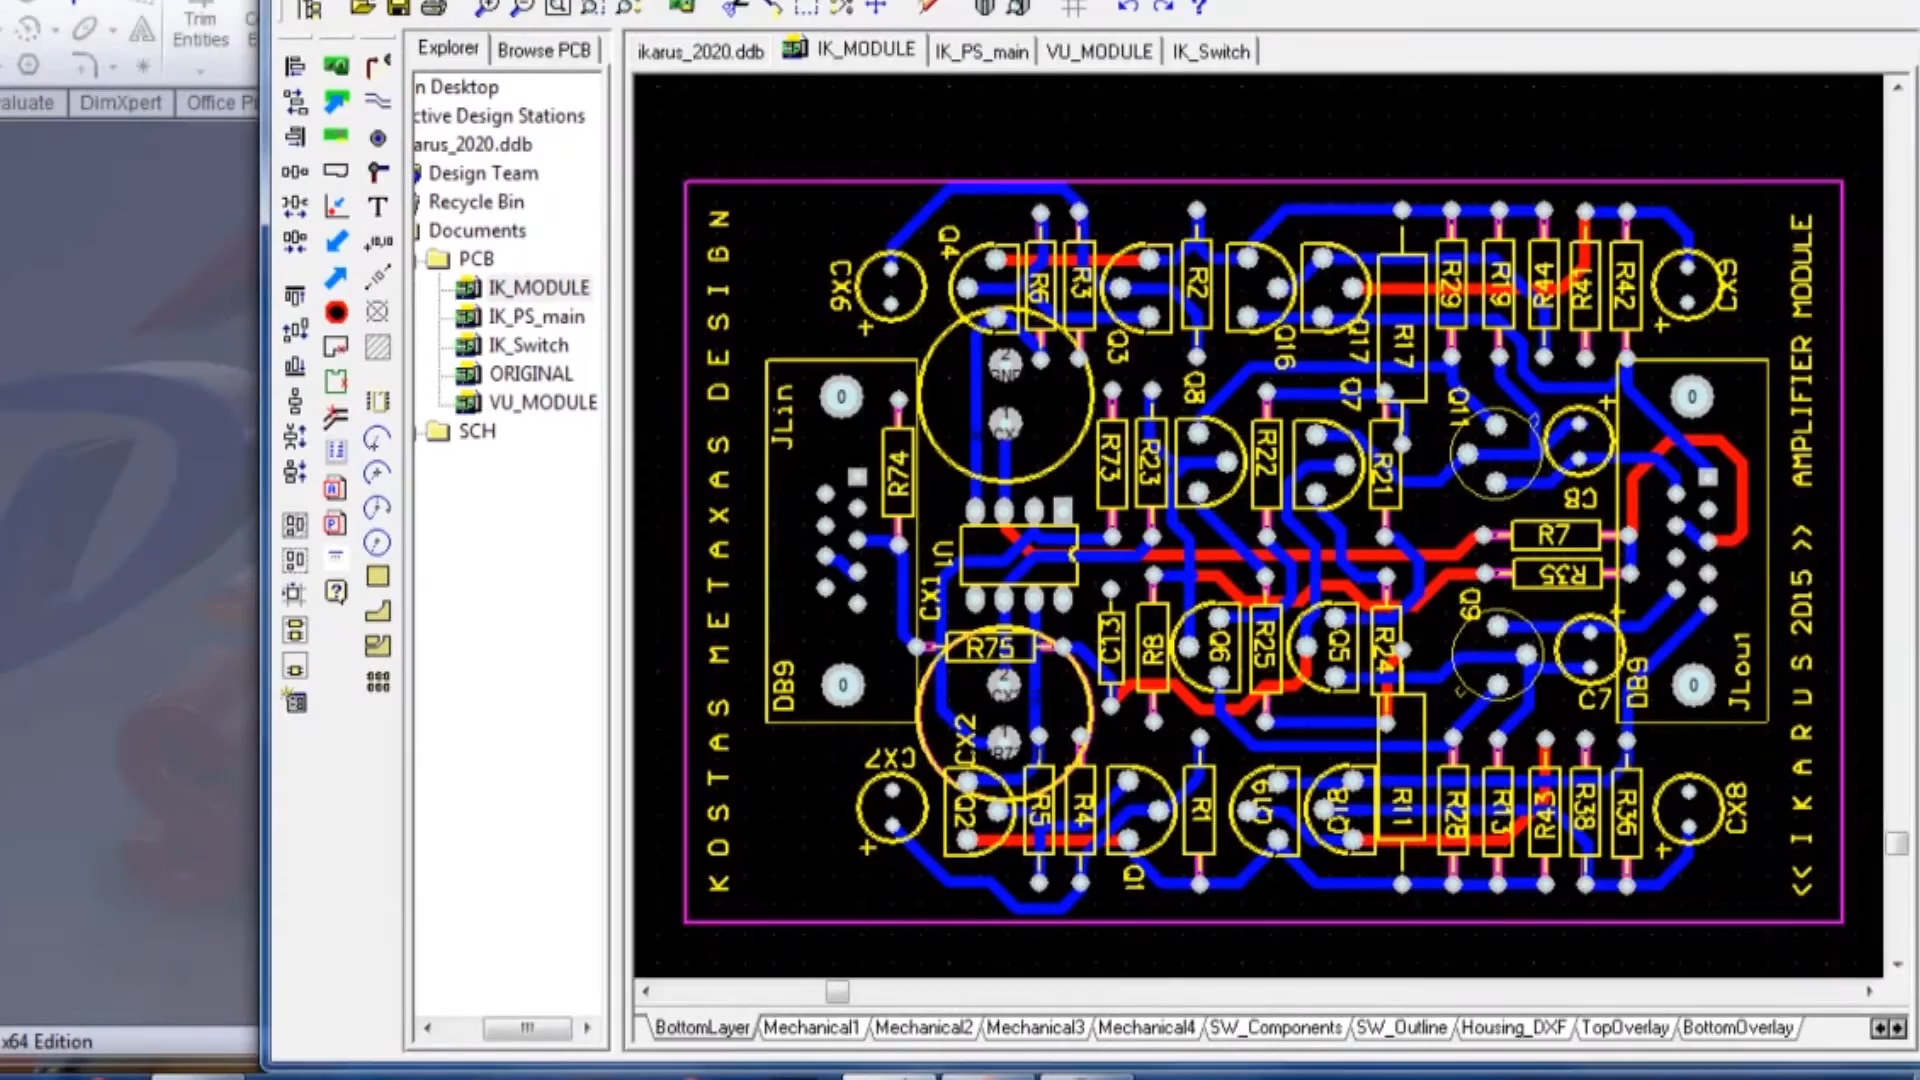 Trim
Entities
aluate
DimXpert
Office P
x64 Edition
Explorer
Browse PCB
n Desktop
ctive Design Stations
arus_2020.ddb
Design Team
Recycle Bin
Documents
PCB
IK_MODULE
IK_PS_main
IK_Switch
ORIGINAL
VU_MODULE
SCH
ikarus_2020.ddb
IK_MODULE
IK_PS_main
VU_MODULE
IK_Switch
KOSTAS METAXAS DESIGN
<< IKARUS 2015 >> AMPLIFIER MODULE
CX6
Q4
R6
R3
Q3
R2
Q16
Q17
R17
R29
R19
R44
R41
R42
CX9
JLin
DB9
R74
R73
R23
Q8
R22
Q7
R21
Q11
C8
U1
CX1
R7
R35
R75
C13
R8
Q6
R25
Q5
R24
Q9
C7
DB9
JLout
CX7
CX2
R5
R4
Q1
R1
Q18
R11
R28
R13
R43
R38
R36
CX8
BottomLayer
Mechanical1
Mechanical2
Mechanical3
Mechanical4
SW_Components
SW_Outline
Housing_DXF
TopOverlay
BottomOverlay